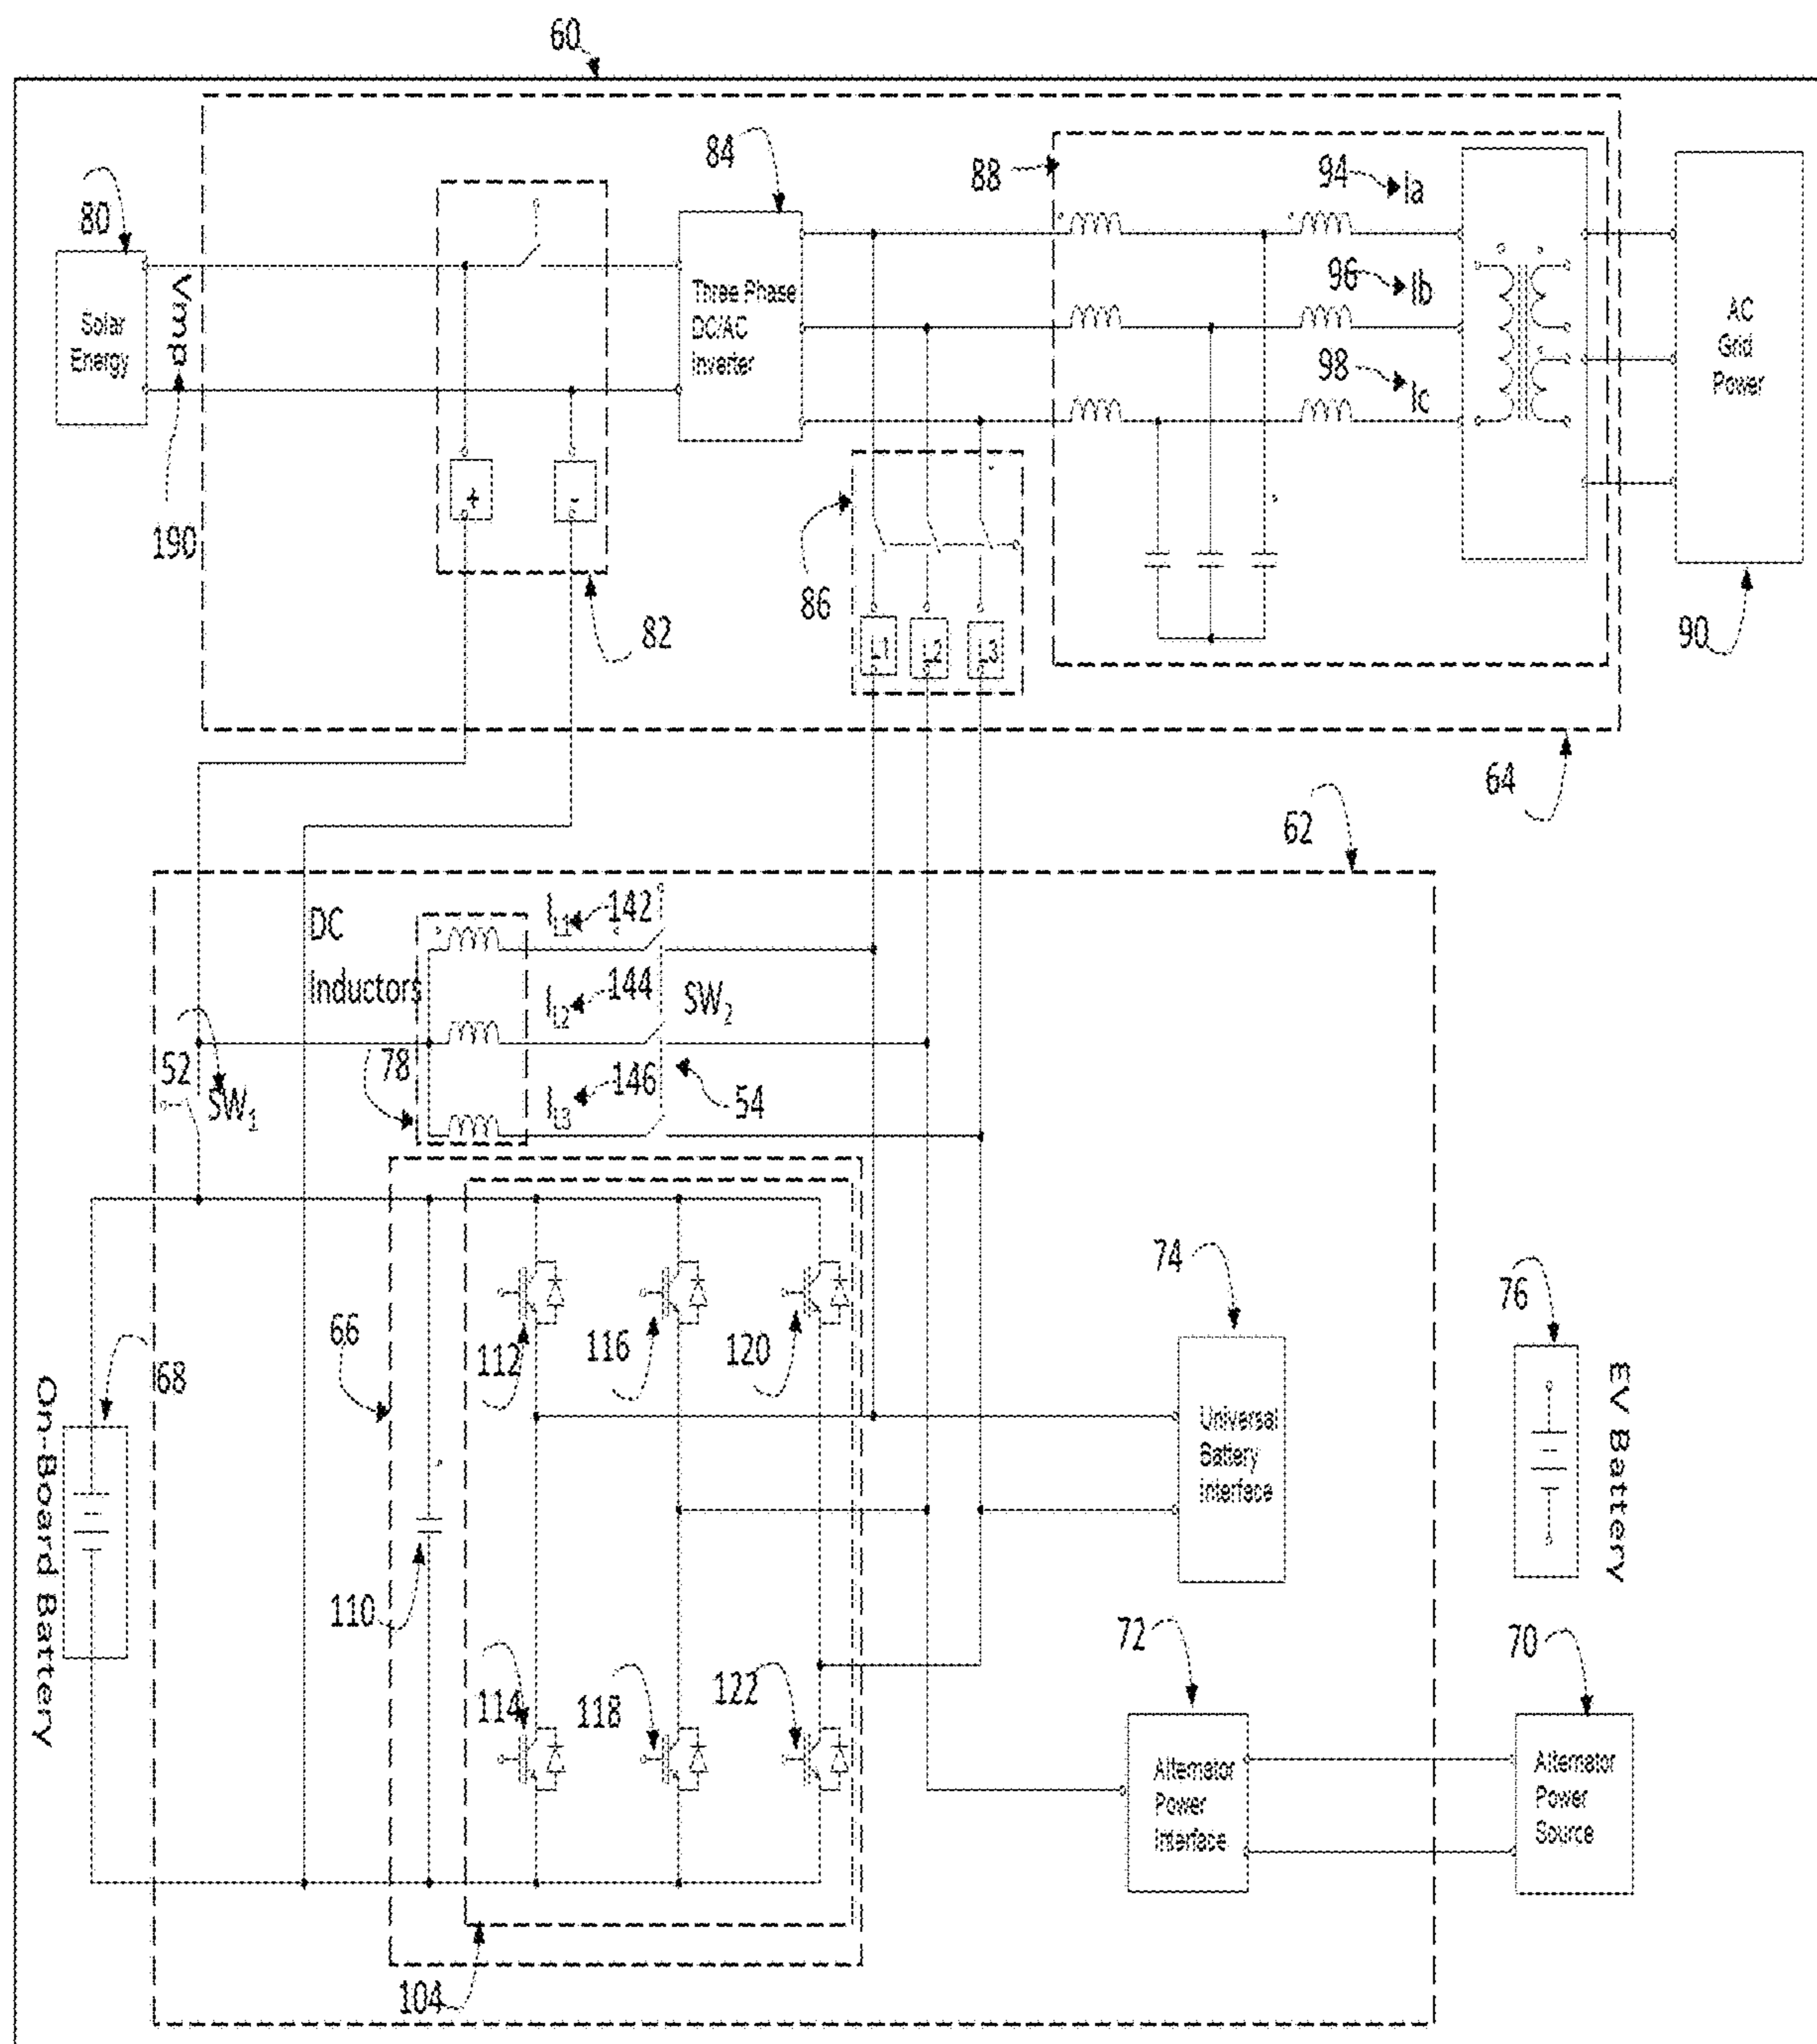 60
80
Solar
Energy
Vmp
190
+
-
82
84
Three Phase
DC/AC
Inverter
86
L1
L2
L3
88
94
Ia
96
Ib
98
Ic
AC
Grid
Power
90
64
62
DC
Inductors
78
I_L1
142
I_L2
144
I_L3
146
SW₂
54
52
SW₁
66
68
On-Board Battery
110
112
116
120
114
118
122
104
74
Universal
Battery
Interface
76
EV Battery
72
Alternator
Power
Interface
70
Alternator
Power
Source